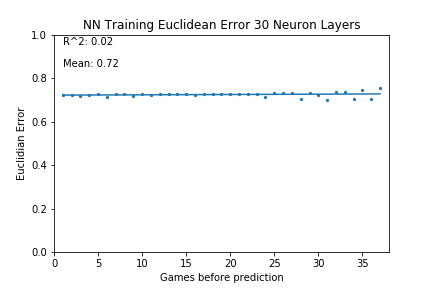 NN Training Euclidean Error 30 Neuron Layers
1.0
R^2: 0.02
Mean: 0.72
0.8
0.6
0.4
0.2
0.0
Euclidian Error
0 5 10 15 20 25 30 35
Games before prediction